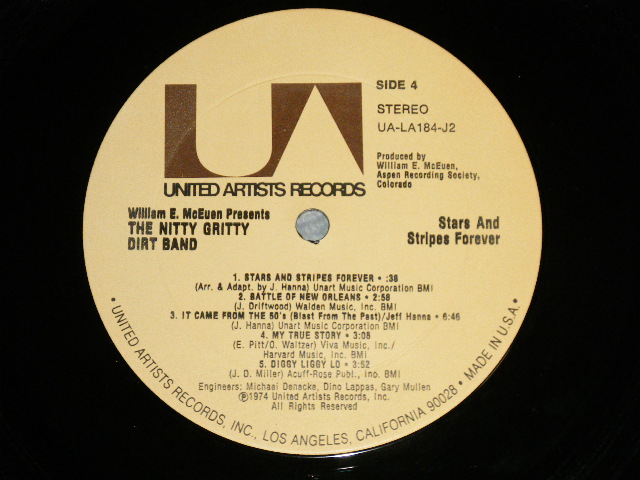 UA
SIDE 4
STEREO
UA-LA184-J2
UNITED ARTISTS RECORDS
Produced by
William E. McEuen,
Aspen Recording Society,
Colorado
William E. McEuen Presents
THE NITTY GRITTY
DIRT BAND
Stars And
Stripes Forever
1. STARS AND STRIPES FOREVER • :36
(Arr. & Adapt. by J. Hanna) Unart Music Corporation BMI
2. BATTLE OF NEW ORLEANS • 2:58
(J. Driftwood) Walden Music, Inc. BMI
3. IT CAME FROM THE 50's (Blast From The Past)/Jeff Hanna • 6:46
(J. Hanna) Unart Music Corporation BMI
4. MY TRUE STORY • 3:05
(E. Pitt/O. Waltzer) Viva Music, Inc./
Harvard Music, Inc. BMI
5. DIGGY LIGGY LO • 3:52
(J. D. Miller) Acuff-Rose Publ., Inc. BMI
Engineers: Michael Denecke, Dino Lappas, Gary Mullen
Ⓟ©1974 United Artists Records, Inc.
All Rights Reserved
• UNITED ARTISTS RECORDS, INC., LOS ANGELES, CALIFORNIA 90028 • MADE IN U.S.A. •